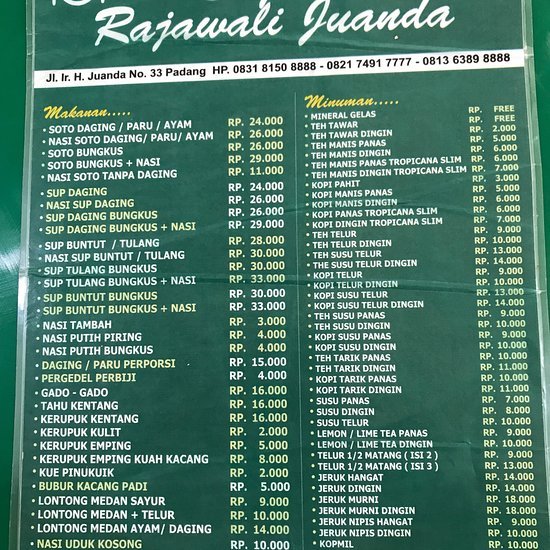 Rajawali Juanda
Jl. Ir. H. Juanda No. 33 Padang HP. 0831 8150 8888 - 0821 7491 7777 - 0813 6389 8888
Makanan.....
• SOTO DAGING / PARU / AYAM RP. 24.000
• NASI SOTO DAGING/ PARU/ AYAM RP. 26.000
• SOTO BUNGKUS RP. 26.000
• SOTO BUNGKUS + NASI RP. 29.000
• NASI SOTO TANPA DAGING RP. 11.000
• SUP DAGING RP. 24.000
• NASI SUP DAGING RP. 26.000
• SUP DAGING BUNGKUS RP. 26.000
• SUP DAGING BUNGKUS + NASI RP. 29.000
• SUP BUNTUT / TULANG RP. 28.000
• NASI SUP BUNTUT / TULANG RP. 30.000
• SUP TULANG BUNGKUS RP. 30.000
• SUP TULANG BUNGKUS + NASI RP. 33.000
• SUP BUNTUT BUNGKUS RP. 30.000
• SUP BUNTUT BUNGKUS + NASI RP. 33.000
• NASI TAMBAH RP. 3.000
• NASI PUTIH PIRING RP. 4.000
• NASI PUTIH BUNGKUS RP. 4.000
• DAGING / PARU PERPORSI RP. 15.000
• PERGEDEL PERBIJI RP. 4.000
• GADO - GADO RP. 16.000
• TAHU KENTANG RP. 16.000
• KERUPUK KENTANG RP. 16.000
• KERUPUK KULIT RP. 2.000
• KERUPUK EMPING RP. 5.000
• KERUPUK EMPING KUAH KACANG RP. 8.000
• KUE PINUKUIK RP. 2.000
• BUBUR KACANG PADI RP. 5.000
• LONTONG MEDAN SAYUR RP. 9.000
• LONTONG MEDAN + TELUR RP. 10.000
• LONTONG MEDAN AYAM/ DAGING RP. 14.000
• NASI UDUK KOSONG RP. 10.000
Minuman.....
• MINERAL GELAS RP. FREE
• TEH TAWAR RP. FREE
• TEH TAWAR DINGIN RP. 2.000
• TEH MANIS PANAS RP. 5.000
• TEH MANIS DINGIN RP. 6.000
• TEH MANIS PANAS TROPICANA SLIM RP. 6.000
• TEH MANIS DINGIN TROPICANA SLIM RP. 7.000
• KOPI PAHIT RP. 3.000
• KOPI MANIS PANAS RP. 5.000
• KOPI MANIS DINGIN RP. 6.000
• KOPI PANAS TROPICANA SLIM RP. 6.000
• KOPI DINGIN TROPICANA SLIM RP. 7.000
• TEH TELUR RP. 9.000
• TEH TELUR DINGIN RP. 10.000
• TEH SUSU TELUR RP. 13.000
• THE SUSU TELUR DINGIN RP. 14.000
• KOPI TELUR RP. 9.000
• KOPI TELUR DINGIN RP. 10.000
• KOPI SUSU TELUR RP. 13.000
• KOPI SUSU TELUR DINGIN RP. 14.000
• TEH SUSU PANAS RP. 9.000
• TEH SUSU DINGIN RP. 10.000
• KOPI SUSU PANAS RP. 9.000
• KOPI SUSU DINGIN RP. 10.000
• TEH TARIK PANAS RP. 10.000
• TEH TARIK DINGIN RP. 11.000
• KOPI TARIK PANAS RP. 10.000
• KOPI TARIK DINGIN RP. 11.000
• SUSU PANAS RP. 7.000
• SUSU DINGIN RP. 8.000
• SUSU TELUR RP. 9.000
• LEMON / LIME TEA PANAS RP. 9.000
• LEMON / LIME TEA DINGIN RP. 10.000
• TELUR 1/2 MATANG ( ISI 2 ) RP. 9.000
• TELUR 1/2 MATANG ( ISI 3 ) RP. 13.000
• JERUK HANGAT RP. 14.000
• JERUK DINGIN RP. 14.000
• JERUK MURNI RP. 18.000
• JERUK MURNI DINGIN RP. 18.000
• JERUK NIPIS HANGAT RP. 9.000
• JERUK NIPIS DINGIN RP. 9.000
• KOPMIL RP. 10.000